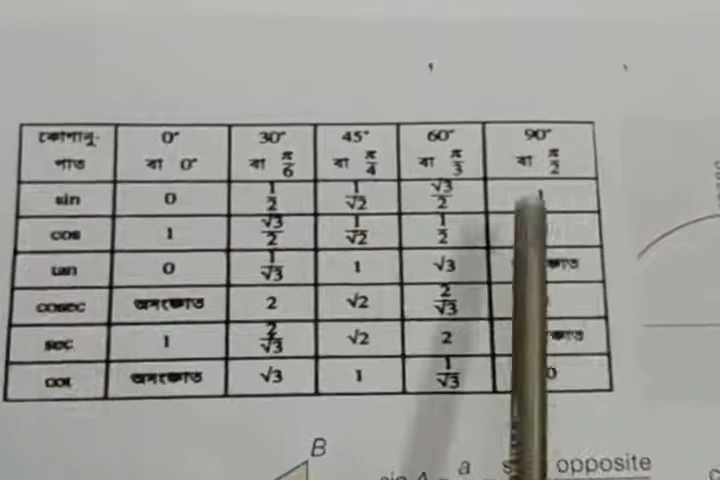 কোণানু- 0° 30° 45° 60° 90°
পাত বা 0° বা π/6 বা π/4 বা π/3 বা π/2
sin 0 1/2 1/√2 √3/2 1
cos 1 √3/2 1/√2 1/2
tan 0 1/√3 1 √3
cosec অসংজ্ঞাত 2 √2 2/√3
sec 1 2/√3 √2 2
cot অসংজ্ঞাত √3 1 1/√3 0
B
a opposite